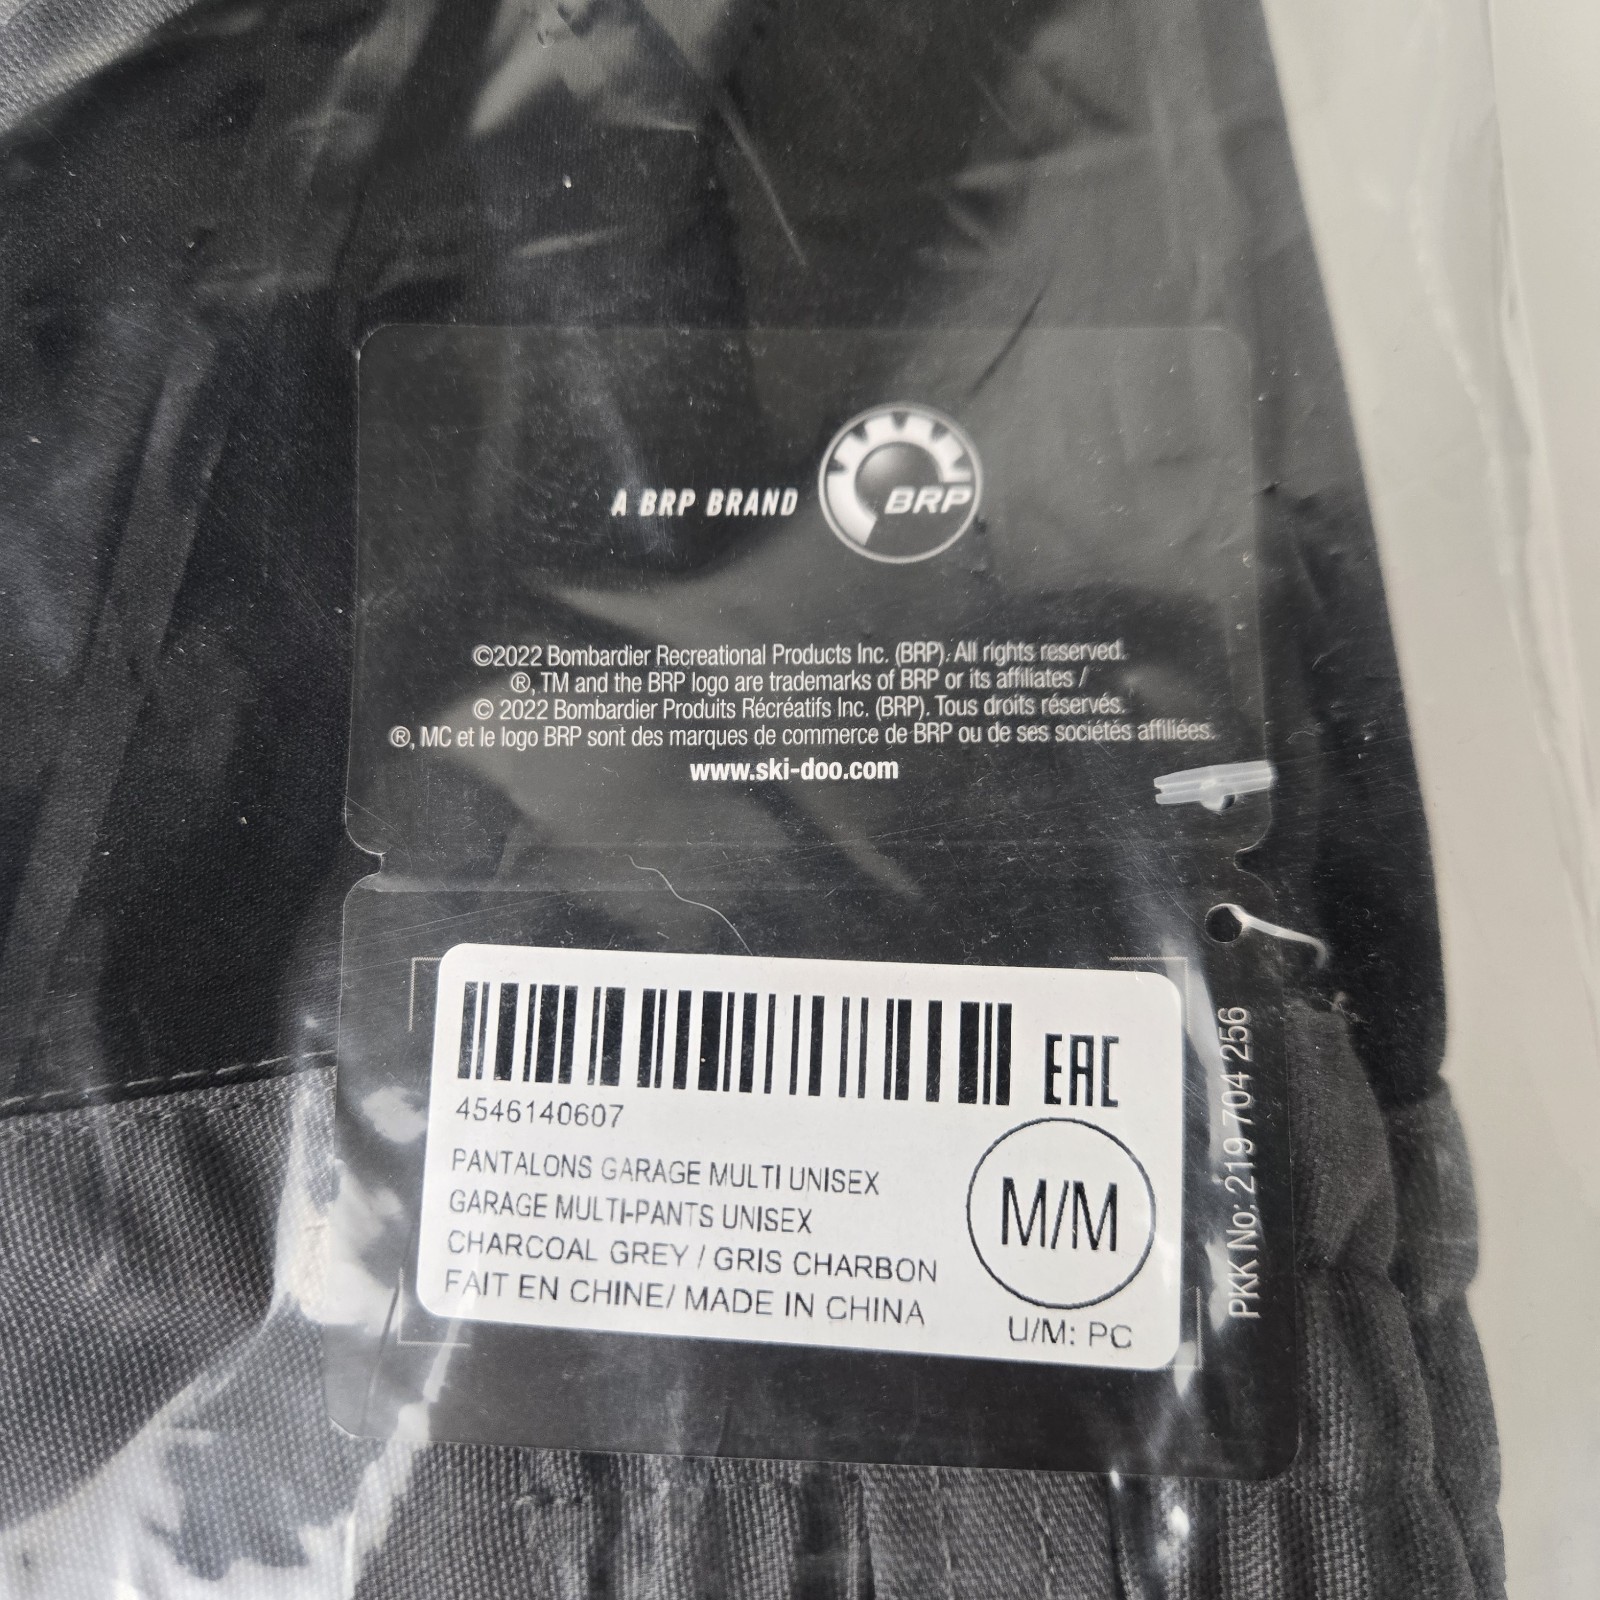 A BRP BRAND
BRP
©2022 Bombardier Recreational Products Inc. (BRP). All rights reserved.
®, TM and the BRP logo are trademarks of BRP or its affiliates /
© 2022 Bombardier Produits Récréatifs Inc. (BRP). Tous droits réservés.
®, MC et le logo BRP sont des marques de commerce de BRP ou de ses sociétés affiliées.
www.ski-doo.com
EAC
4546140607
PANTALONS GARAGE MULTI UNISEX
GARAGE MULTI-PANTS UNISEX
CHARCOAL GREY / GRIS CHARBON
FAIT EN CHINE/ MADE IN CHINA
M/M
U/M: PC
PKK No: 219 704 256